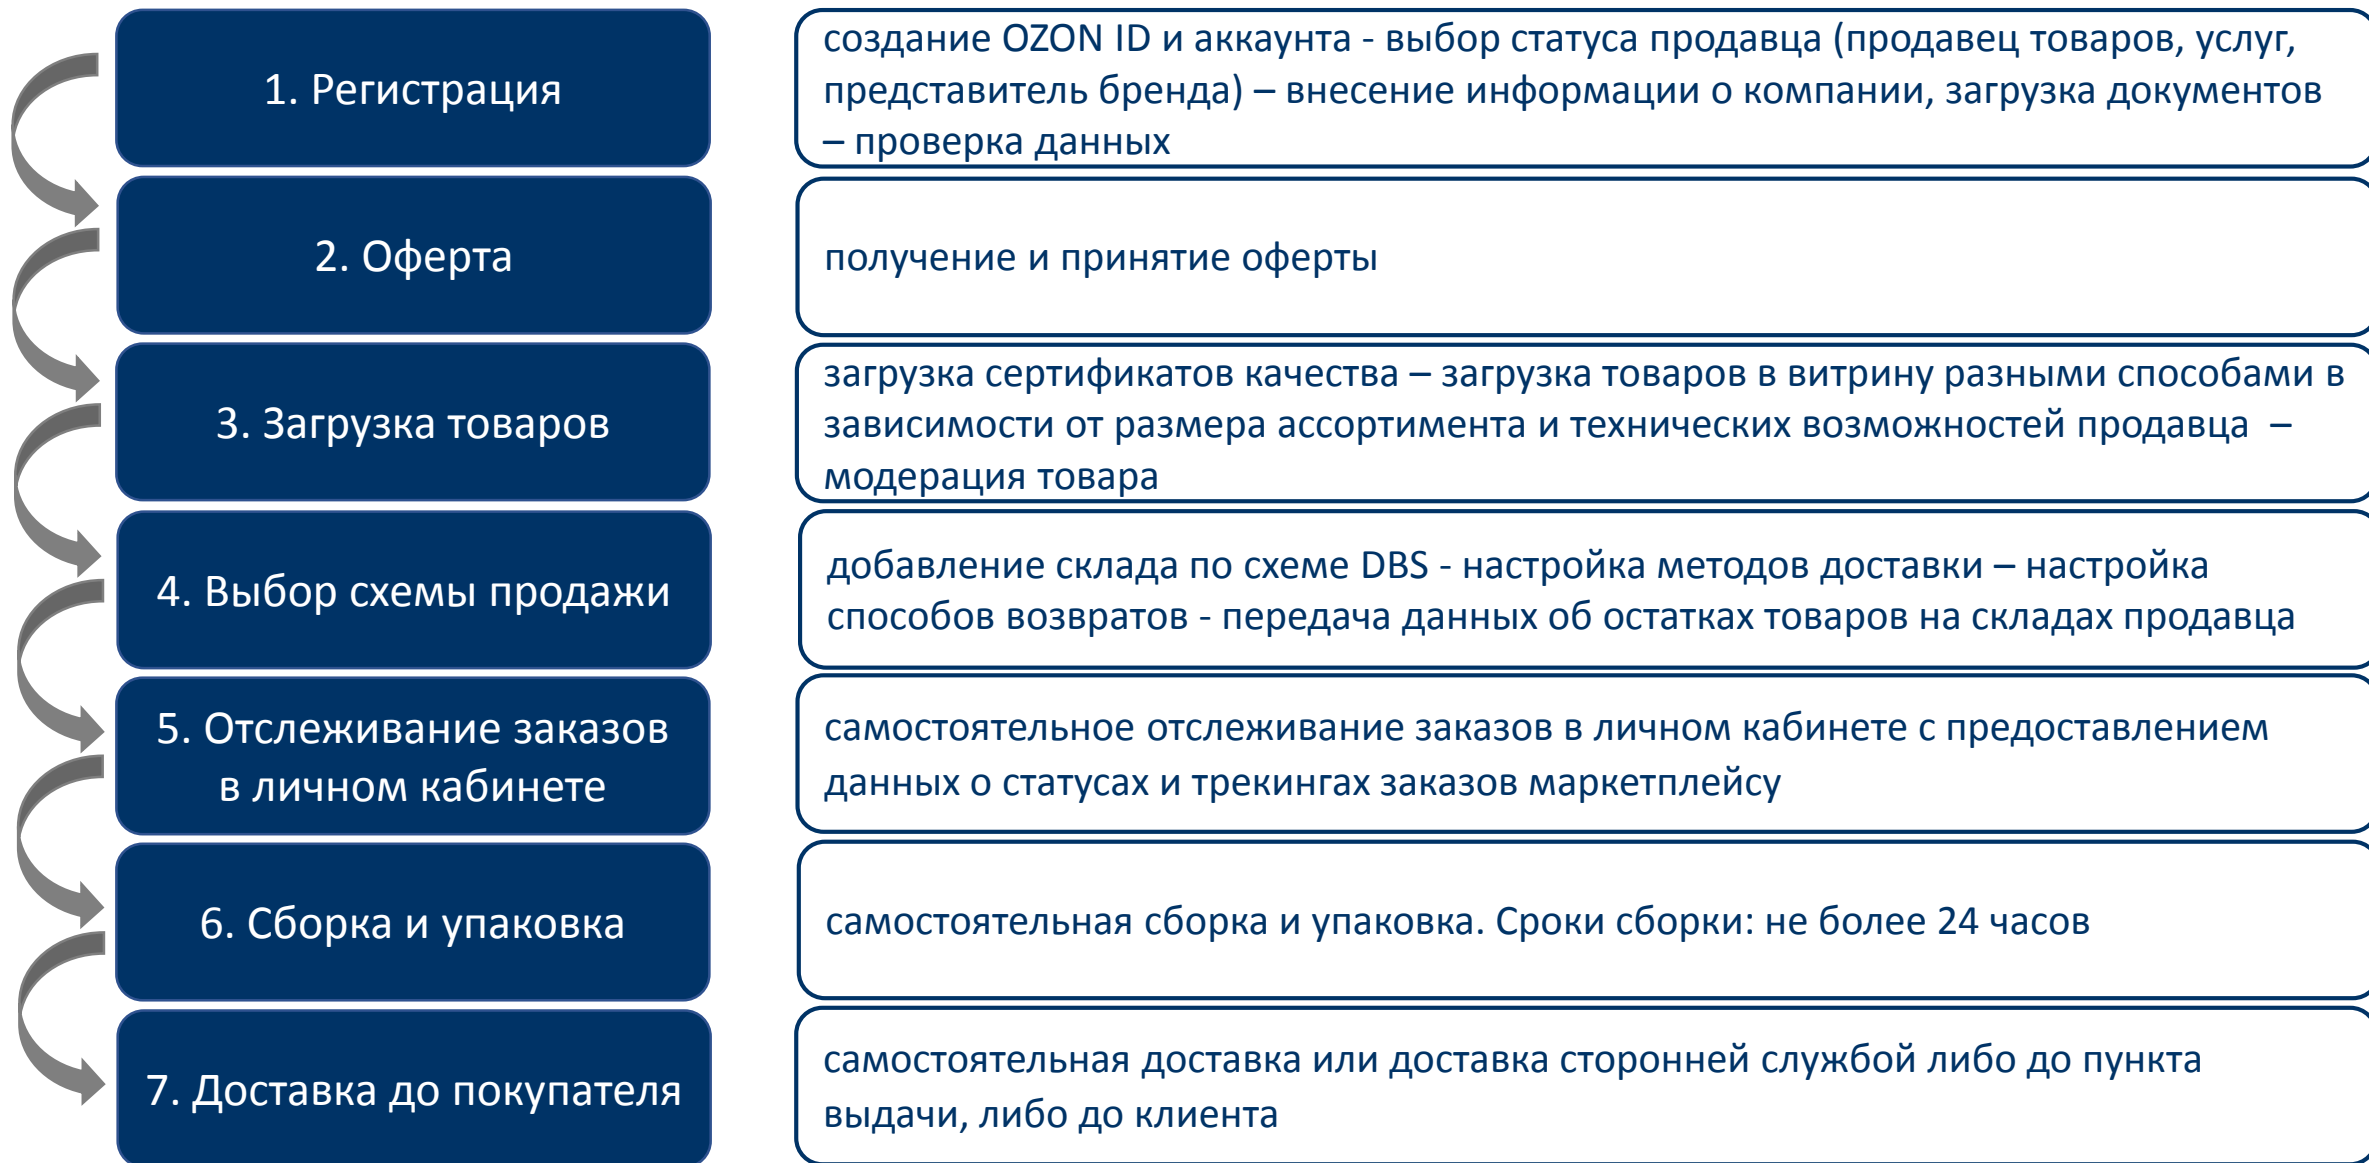 1. Регистрация
создание OZON ID и аккаунта - выбор статуса продавца (продавец товаров, услуг,
представитель бренда) – внесение информации о компании, загрузка документов
– проверка данных
2. Оферта
получение и принятие оферты
3. Загрузка товаров
загрузка сертификатов качества – загрузка товаров в витрину разными способами в
зависимости от размера ассортимента и технических возможностей продавца –
модерация товара
4. Выбор схемы продажи
добавление склада по схеме DBS - настройка методов доставки – настройка
способов возвратов - передача данных об остатках товаров на складах продавца
5. Отслеживание заказов
в личном кабинете
самостоятельное отслеживание заказов в личном кабинете с предоставлением
данных о статусах и трекингах заказов маркетплейсу
6. Сборка и упаковка
самостоятельная сборка и упаковка. Сроки сборки: не более 24 часов
7. Доставка до покупателя
самостоятельная доставка или доставка сторонней службой либо до пункта
выдачи, либо до клиента